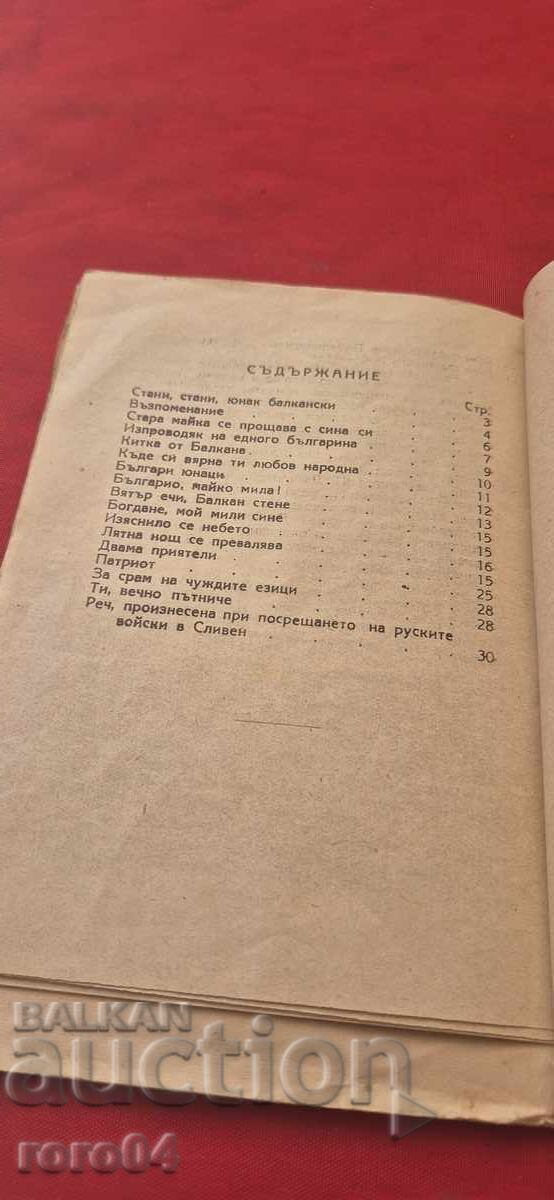 СЪДЪРЖАНИЕ
Стр.
Стани, стани, юнак балкански . . 3
Възпоменание . . . . . 4
Стара майка се прощава с сина си . 6
Изпроводяк на едного българина . . 7
Китка от Балкана . . . . 9
Къде си вярна ти любов народна . . 10
Българи юнаци . . . . . 11
Българио, майко мила! . . . . 12
Вятър ечи, Балкан стене . . . 13
Богдане, мой мили сине . . . 15
Изяснило се небето . . . . 15
Лятна нощ се превалява . . . 16
Двама приятели . . . . . 15
Патриот . . . . . . 25
За срам на чуждите езици . . . 28
Ти, вечно пътниче . . . . 28
Реч, произнесена при посрещането на руските
войски в Сливен . . . . . 30
BALKAN
auction
roro04